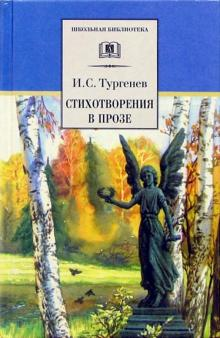 ШКОЛЬНАЯ БИБЛИОТЕКА
И.С. Тургенев
СТИХОТВОРЕНИЯ
В ПРОЗЕ